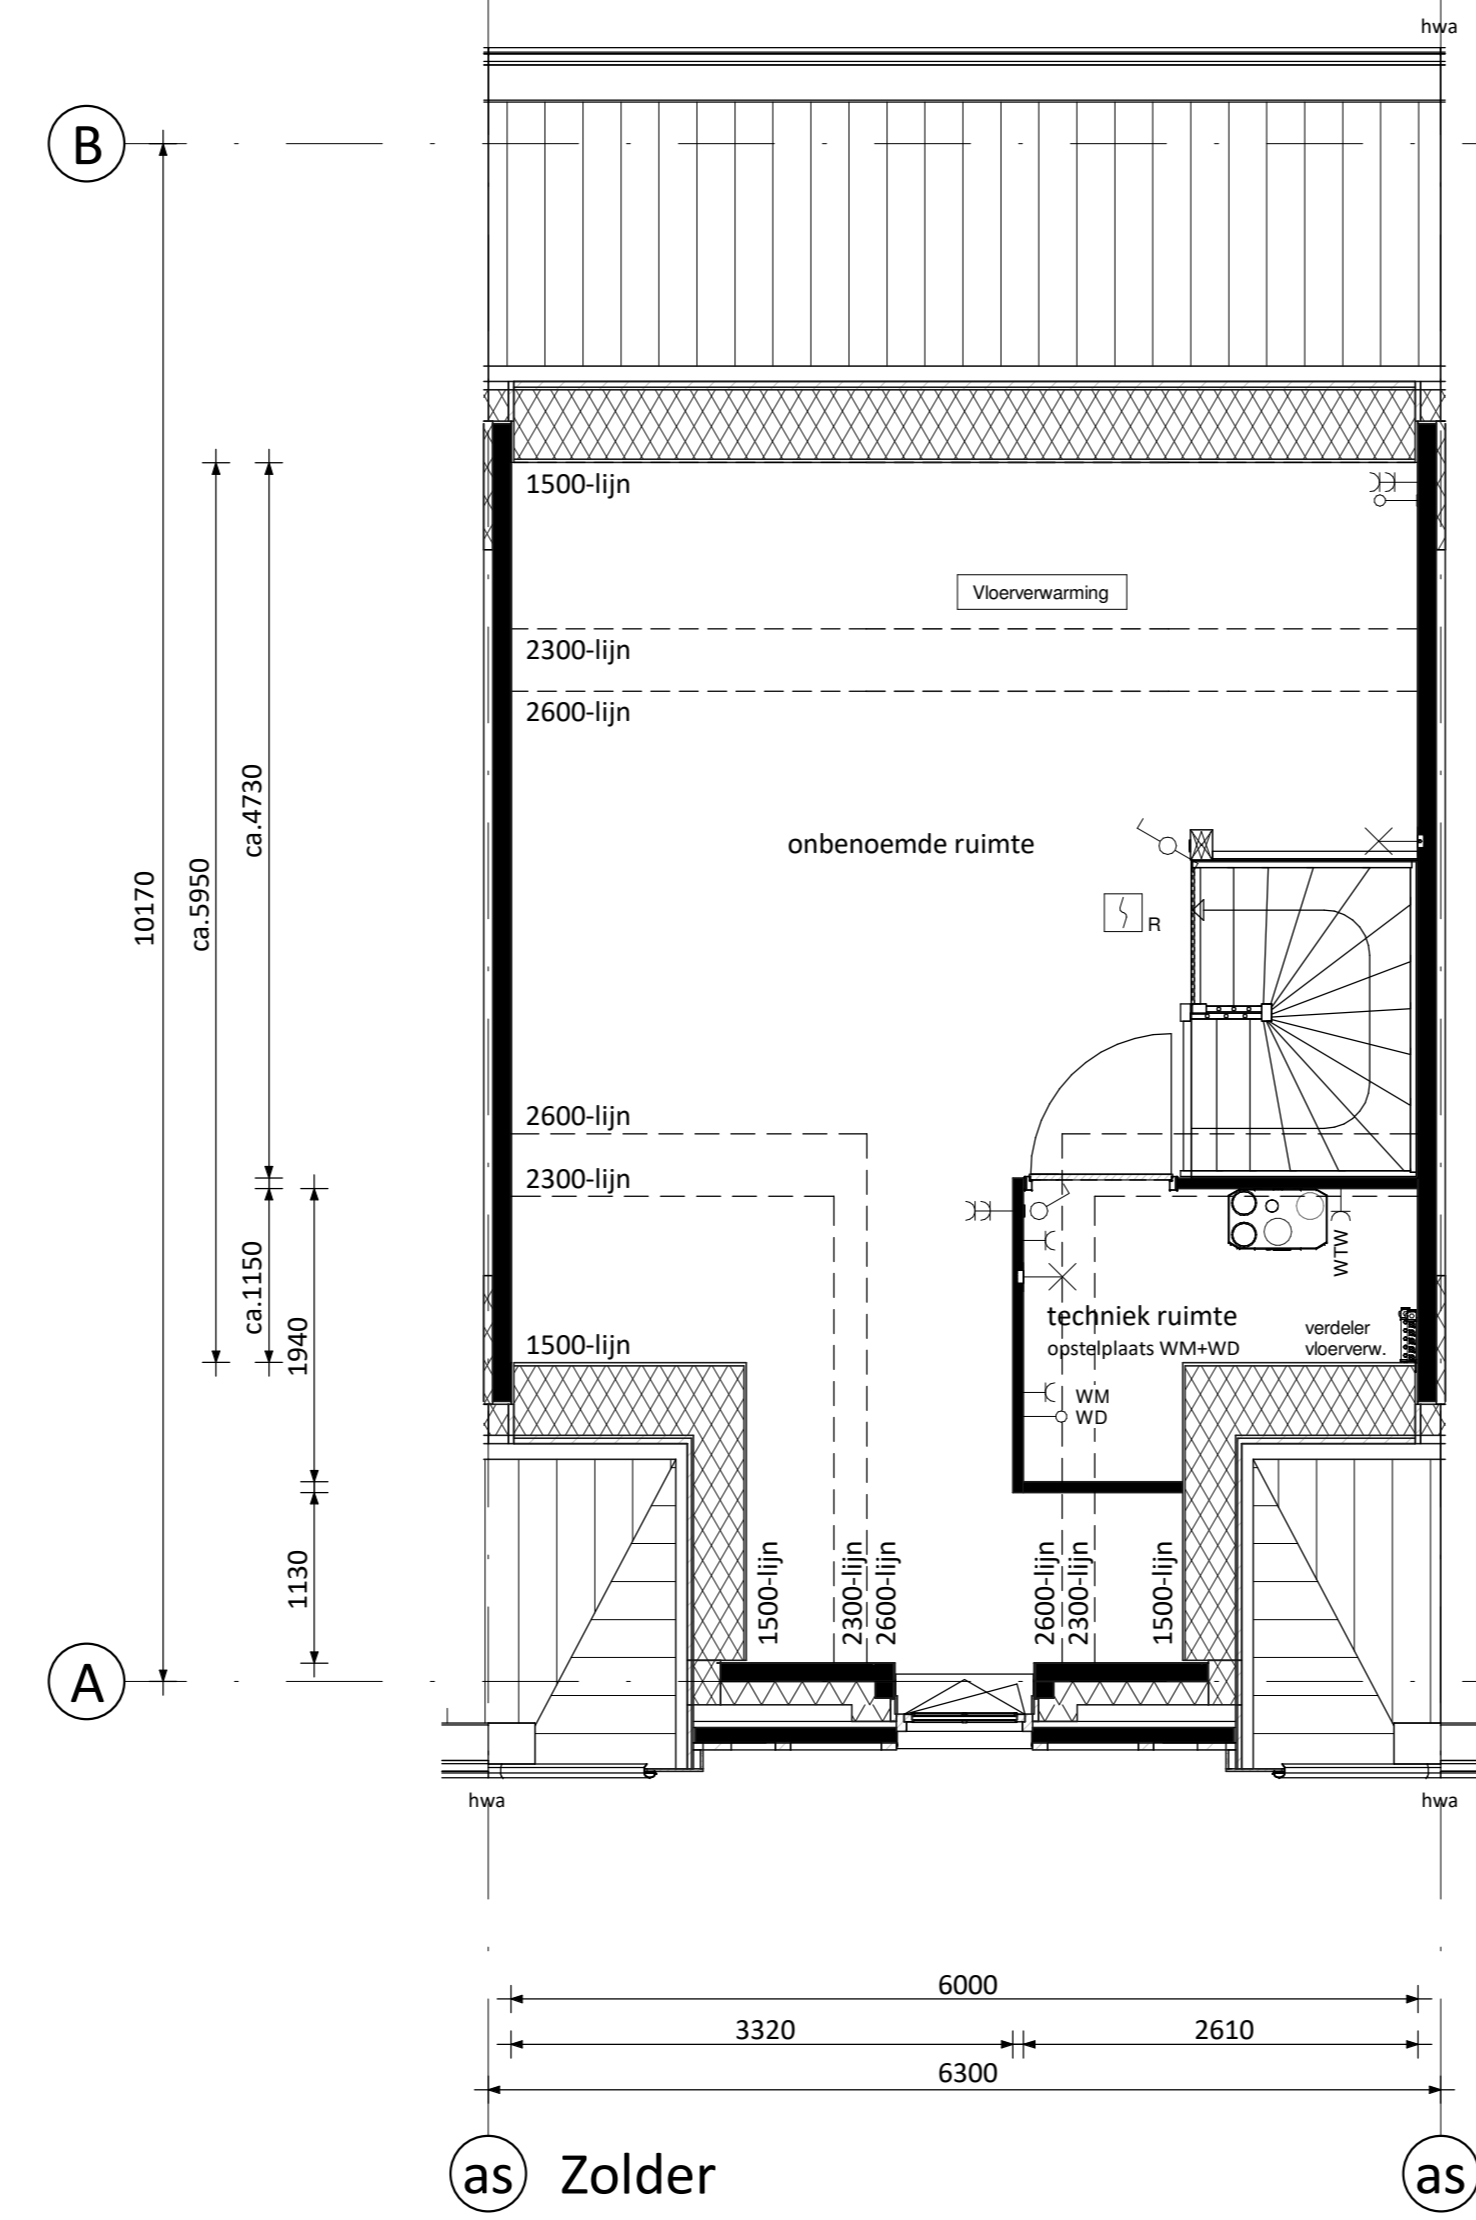 hwa
B
1500-lijn
Vloerverwarming
2300-lijn
2600-lijn
ca.4730
onbenoemde ruimte
10170
ca.5950
R
2600-lijn
2300-lijn
WTW
ca.1150
1940
techniek ruimte
opstelplaats WM+WD
verdeler
vloerverw.
1500-lijn
WM
WD
1130
1500-lijn
2300-lijn
2600-lijn
2600-lijn
2300-lijn
1500-lijn
A
hwa
hwa
6000
3320
2610
6300
as
Zolder
as